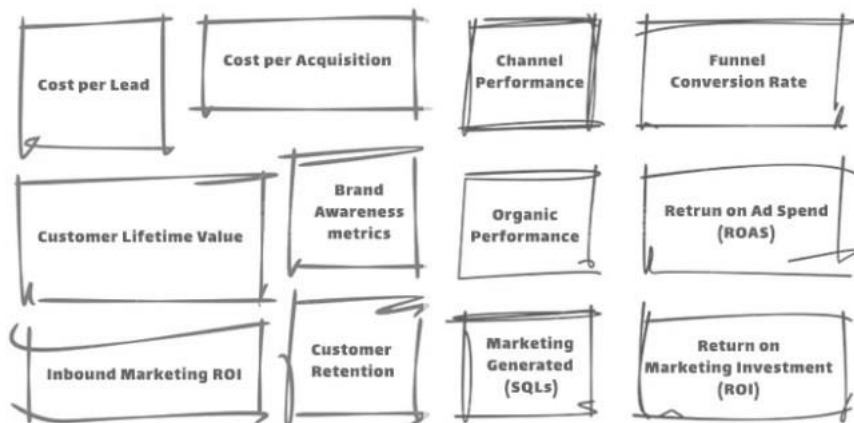 Cost per Lead
Cost per Acquisition
Channel
Performance
Funnel
Conversion Rate
Customer Lifetime Value
Brand
Awareness
metrics
Organic
Performance
Retrun on Ad Spend
(ROAS)
Inbound Marketing ROI
Customer
Retention
Marketing
Generated
(SQLs)
Return on
Marketing Investment
(ROI)